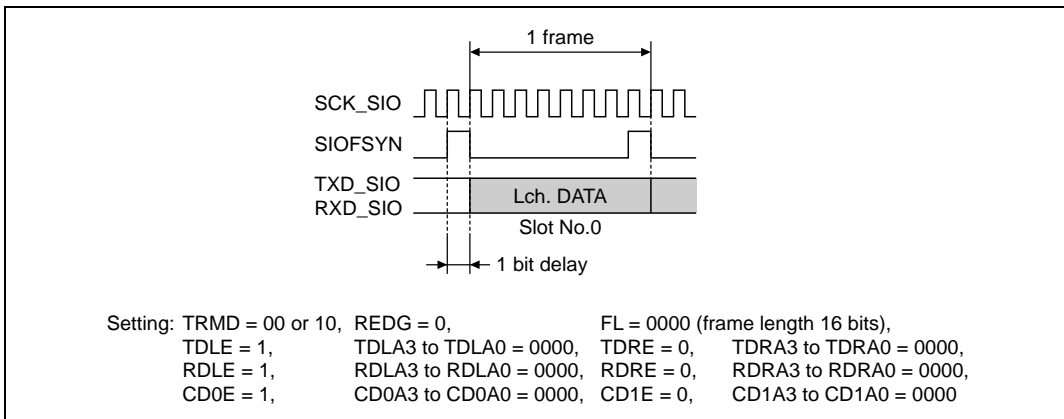 1 frame
SCK_SIO
SIOFSYN
TXD_SIO
RXD_SIO
Lch. DATA
Slot No.0
1 bit delay
Setting: TRMD = 00 or 10, REDG = 0, FL = 0000 (frame length 16 bits),
TDLE = 1, TDLA3 to TDLA0 = 0000, TDRE = 0, TDRA3 to TDRA0 = 0000,
RDLE = 1, RDLA3 to RDLA0 = 0000, RDRE = 0, RDRA3 to RDRA0 = 0000,
CD0E = 1, CD0A3 to CD0A0 = 0000, CD1E = 0, CD1A3 to CD1A0 = 0000